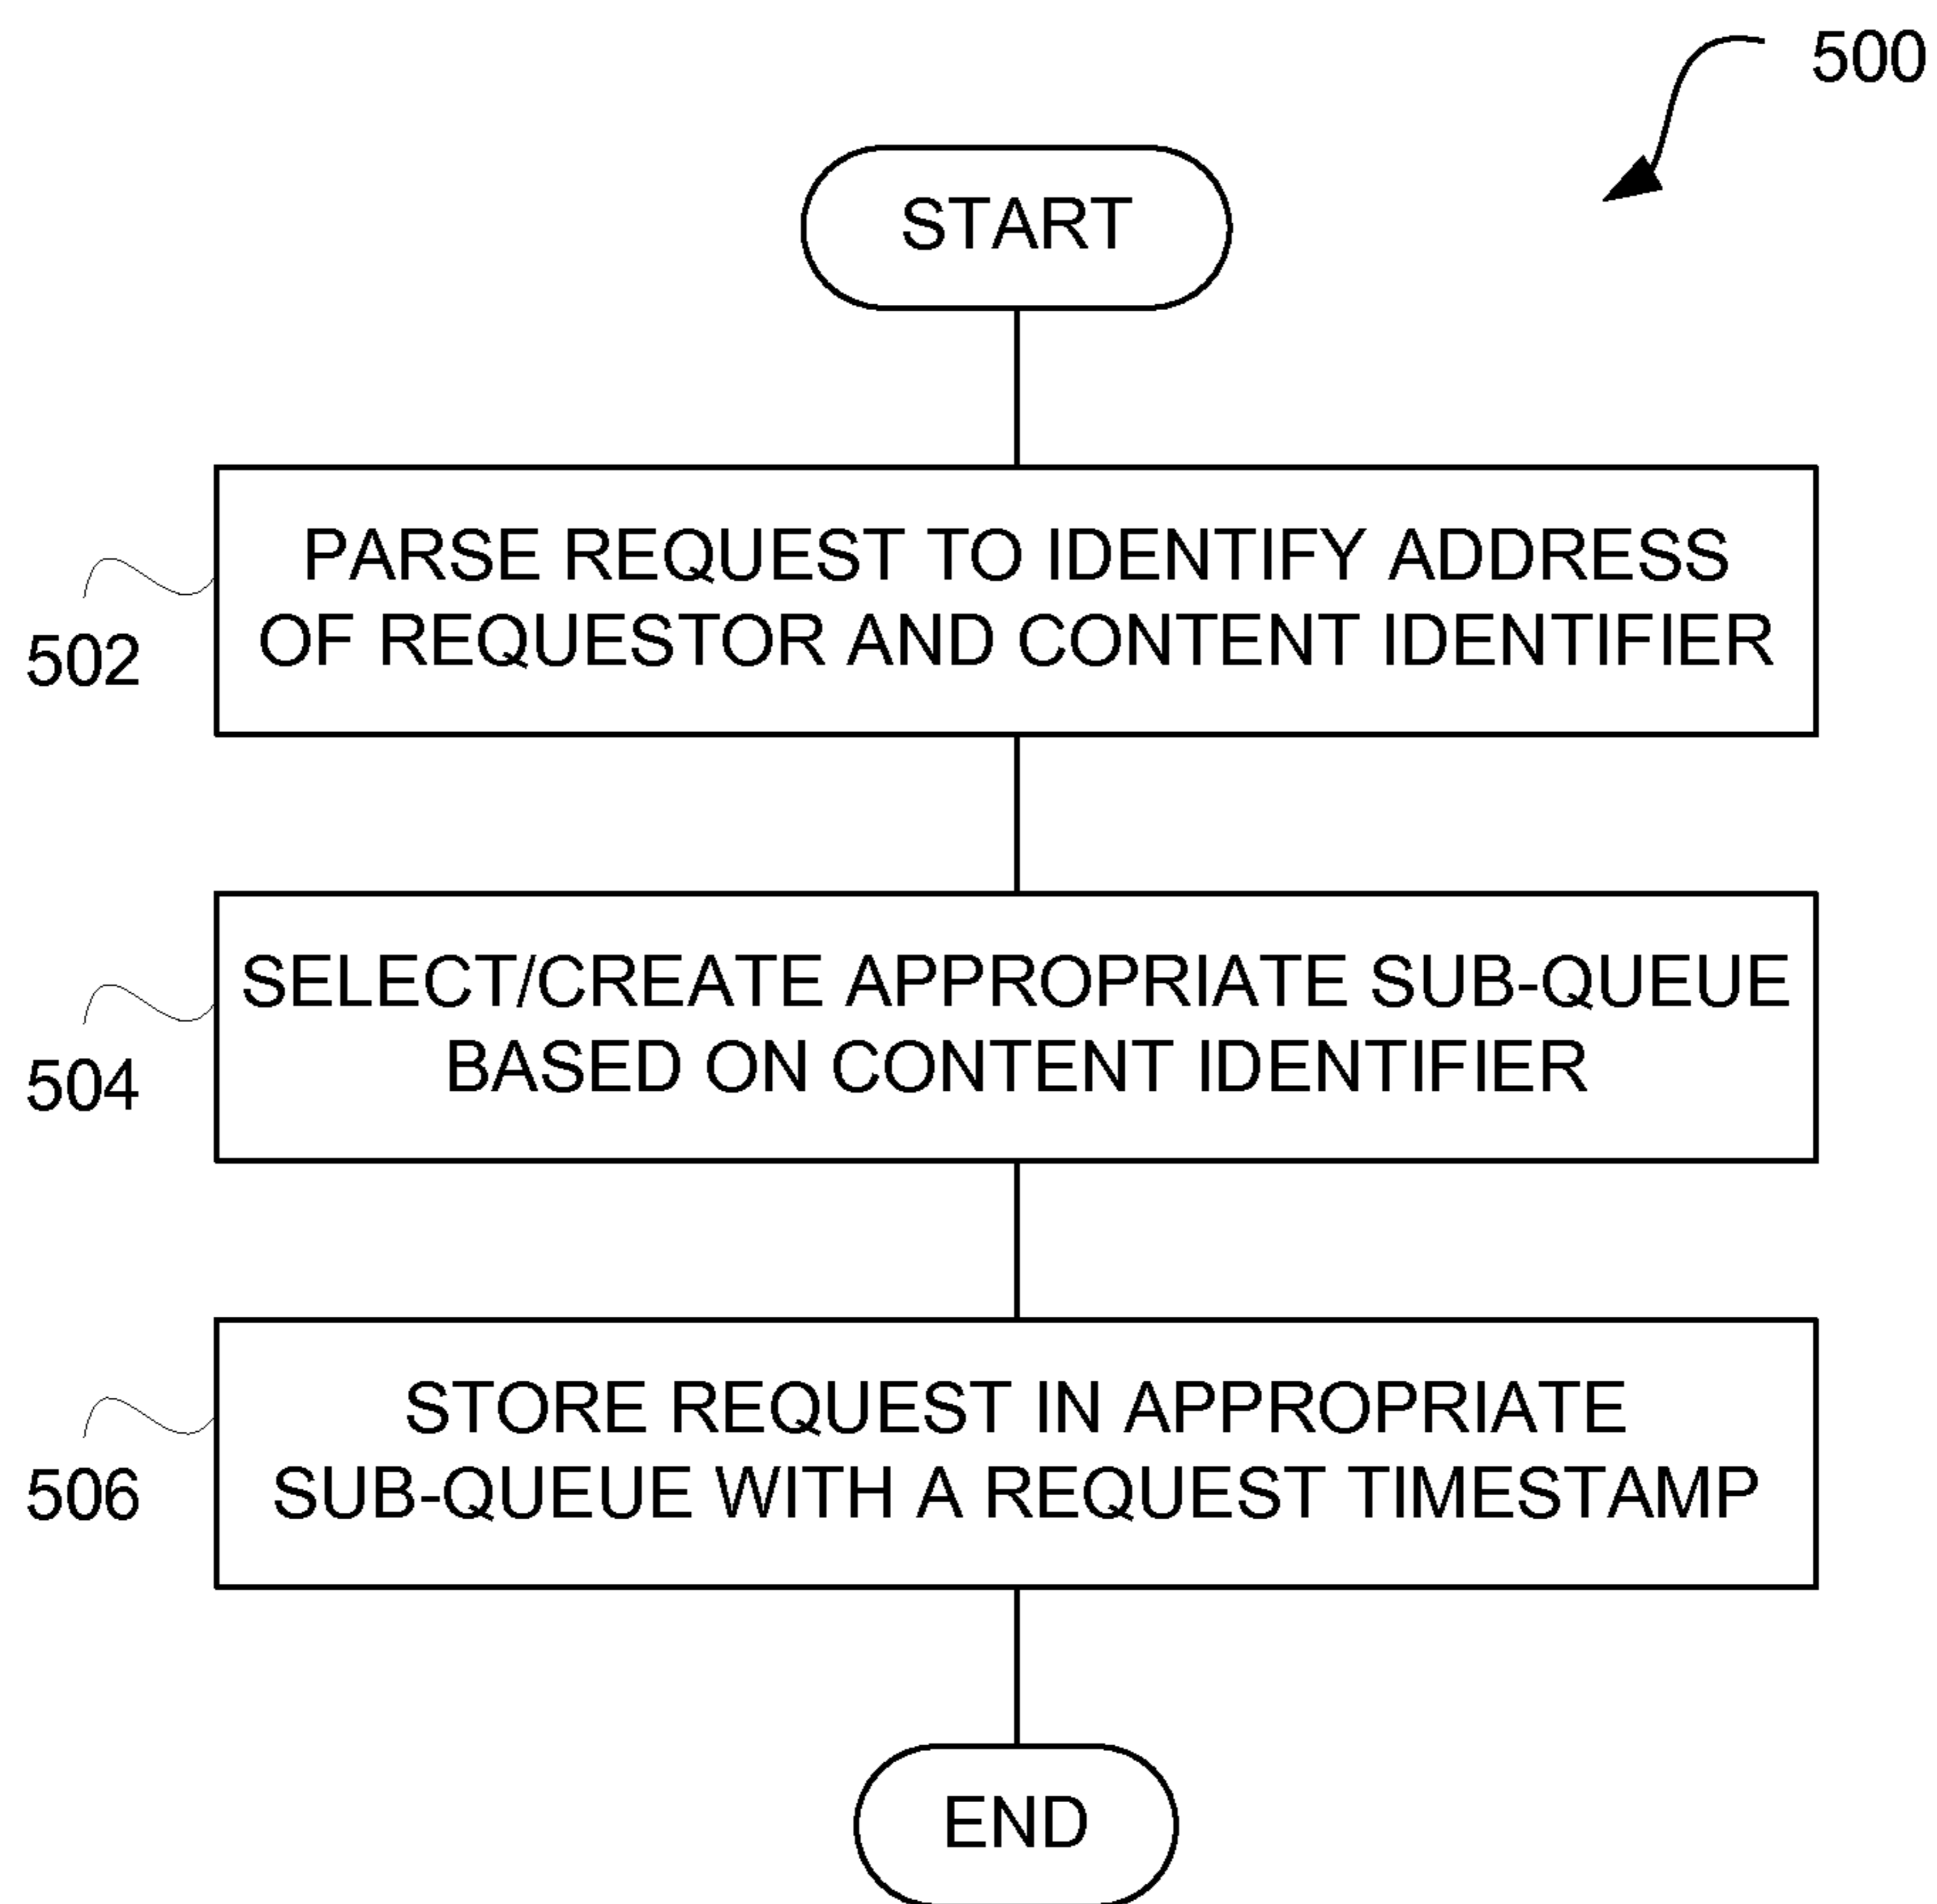 500
START
PARSE REQUEST TO IDENTIFY ADDRESS
OF REQUESTOR AND CONTENT IDENTIFIER
502
SELECT/CREATE APPROPRIATE SUB-QUEUE
BASED ON CONTENT IDENTIFIER
504
STORE REQUEST IN APPROPRIATE
SUB-QUEUE WITH A REQUEST TIMESTAMP
506
END